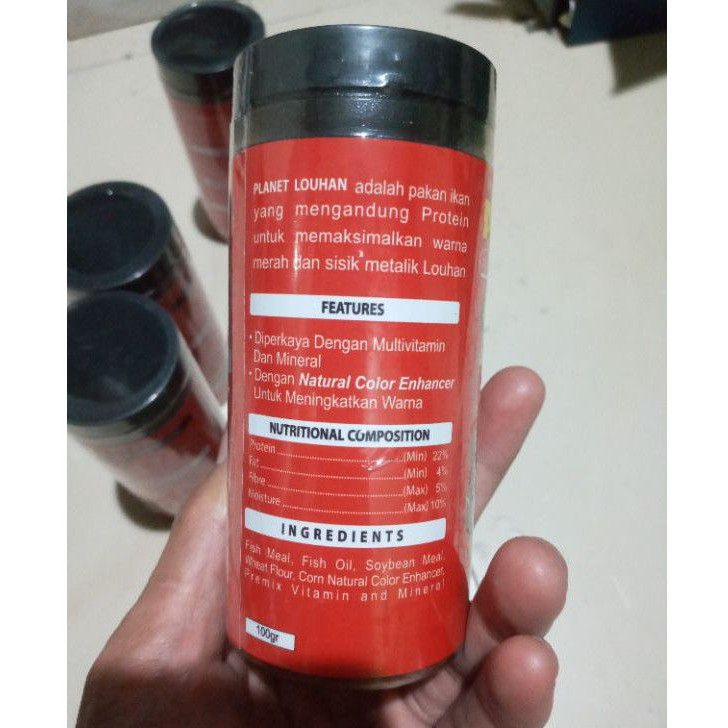 PLANET LOUHAN adalah pakan ikan
yang mengandung Protein
untuk memaksimalkan warna
merah dan sisik metalik Louhan
FEATURES
• Diperkaya Dengan Multivitamin
Dan Mineral
• Dengan Natural Color Enhancer
Untuk Meningkatkan Warna
NUTRITIONAL COMPOSITION
Protein (Min) 22%
Fat (Min) 4%
Fibre (Max) 5%
Moisture (Max) 10%
INGREDIENTS
Fish Meal, Fish Oil, Soybean Meal,
Wheat Flour, Corn Natural Color Enhancer,
Premix Vitamin and Mineral
100gr